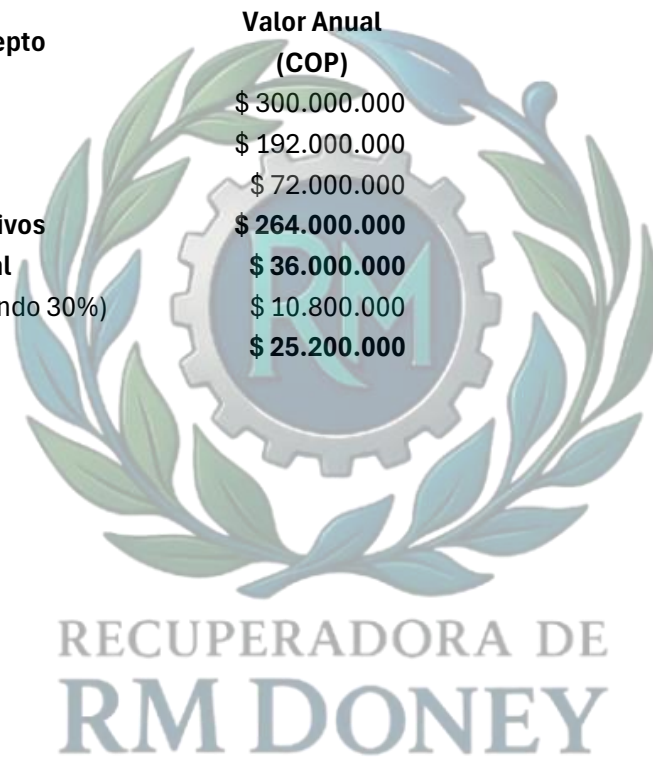 epto
Valor Anual
(COP)
$ 300.000.000
$ 192.000.000
$ 72.000.000
ivos $ 264.000.000
l $ 36.000.000
ndo 30%) $ 10.800.000
$ 25.200.000
RM
RECUPERADORA DE
RM DONEY